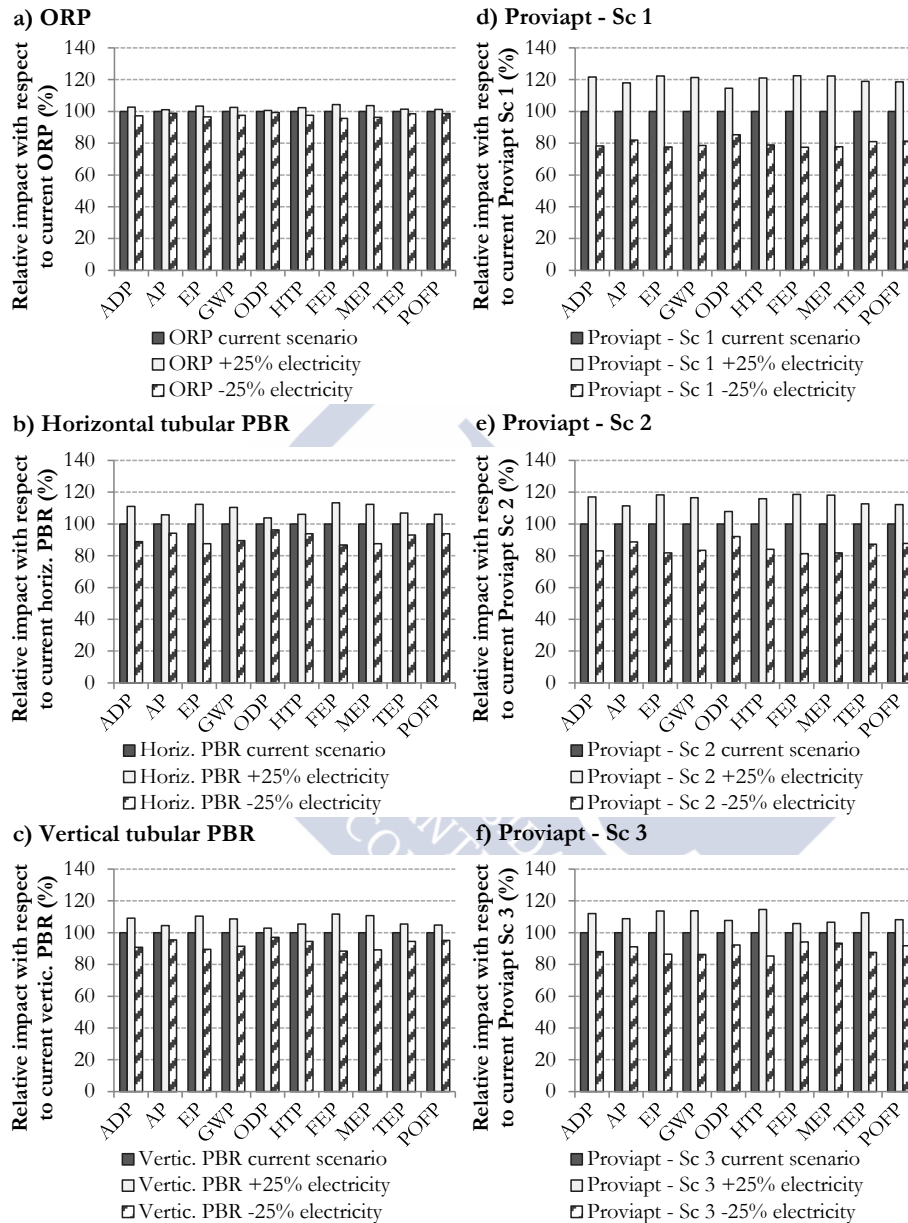 a) ORP
Relative impact with respect
to current ORP (%)
140
120
100
80
60
40
20
0
ADP
AP
EP
GWP
ODP
HTP
FEP
MEP
TEP
POFP
ORP current scenario
ORP +25% electricity
ORP -25% electricity
b) Horizontal tubular PBR
Relative impact with respect
to current horiz. PBR (%)
140
120
100
80
60
40
20
0
ADP
AP
EP
GWP
ODP
HTP
FEP
MEP
TEP
POFP
Horiz. PBR current scenario
Horiz. PBR +25% electricity
Horiz. PBR -25% electricity
c) Vertical tubular PBR
Relative impact with respect
to current vertic. PBR (%)
140
120
100
80
60
40
20
0
ADP
AP
EP
GWP
ODP
HTP
FEP
MEP
TEP
POFP
Vertic. PBR current scenario
Vertic. PBR +25% electricity
Vertic. PBR -25% electricity
d) Proviapt - Sc 1
Relative impact with respect
to current Proviapt Sc 1 (%)
140
120
100
80
60
40
20
0
ADP
AP
EP
GWP
ODP
HTP
FEP
MEP
TEP
POFP
Proviapt - Sc 1 current scenario
Proviapt - Sc 1 +25% electricity
Proviapt - Sc 1 -25% electricity
e) Proviapt - Sc 2
Relative impact with respect
to current Proviapt Sc 2 (%)
140
120
100
80
60
40
20
0
ADP
AP
EP
GWP
ODP
HTP
FEP
MEP
TEP
POFP
Proviapt - Sc 2 current scenario
Proviapt - Sc 2 +25% electricity
Proviapt - Sc 2 -25% electricity
f) Proviapt - Sc 3
Relative impact with respect
to current Proviapt Sc 3 (%)
140
120
100
80
60
40
20
0
ADP
AP
EP
GWP
ODP
HTP
FEP
MEP
TEP
POFP
Proviapt - Sc 3 current scenario
Proviapt - Sc 3 +25% electricity
Proviapt - Sc 3 -25% electricity